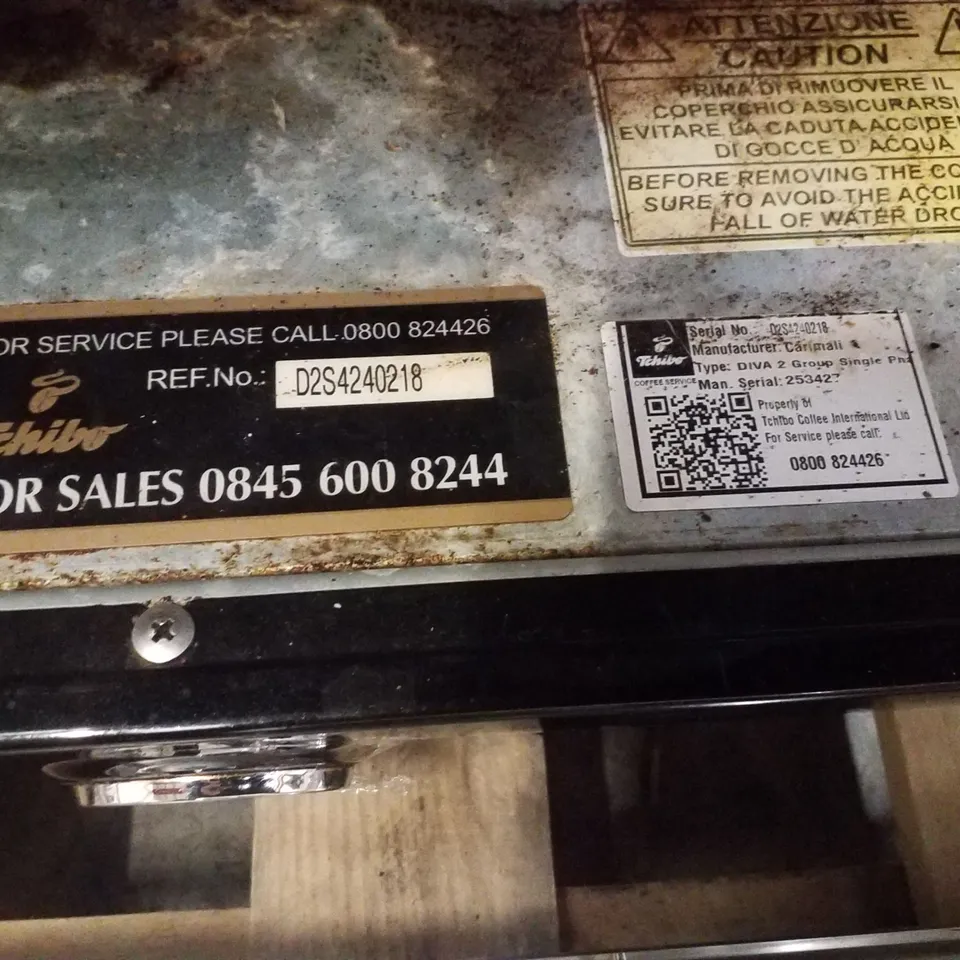 ATTENZIONE
CAUTION
PRIMA DI RIMUOVERE IL
COPERCHIO ASSICURARSI
EVITARE LA CADUTA ACCIDE
DI GOCCE D' ACQUA
BEFORE REMOVING THE CO
SURE TO AVOID THE ACCI
FALL OF WATER DRO
OR SERVICE PLEASE CALL 0800 824426
REF.No.: D2S4240218
Tchibo
OR SALES 0845 600 8244
Tchibo
COFFEE SERVICE
Serial No. D2S4240218
Manufacturer: Carimali
Type: DIVA 2 Group Single Pha
Man. Serial: 253427
Property of
Tchibo Coffee International Ltd
For Service please call:
0800 824426